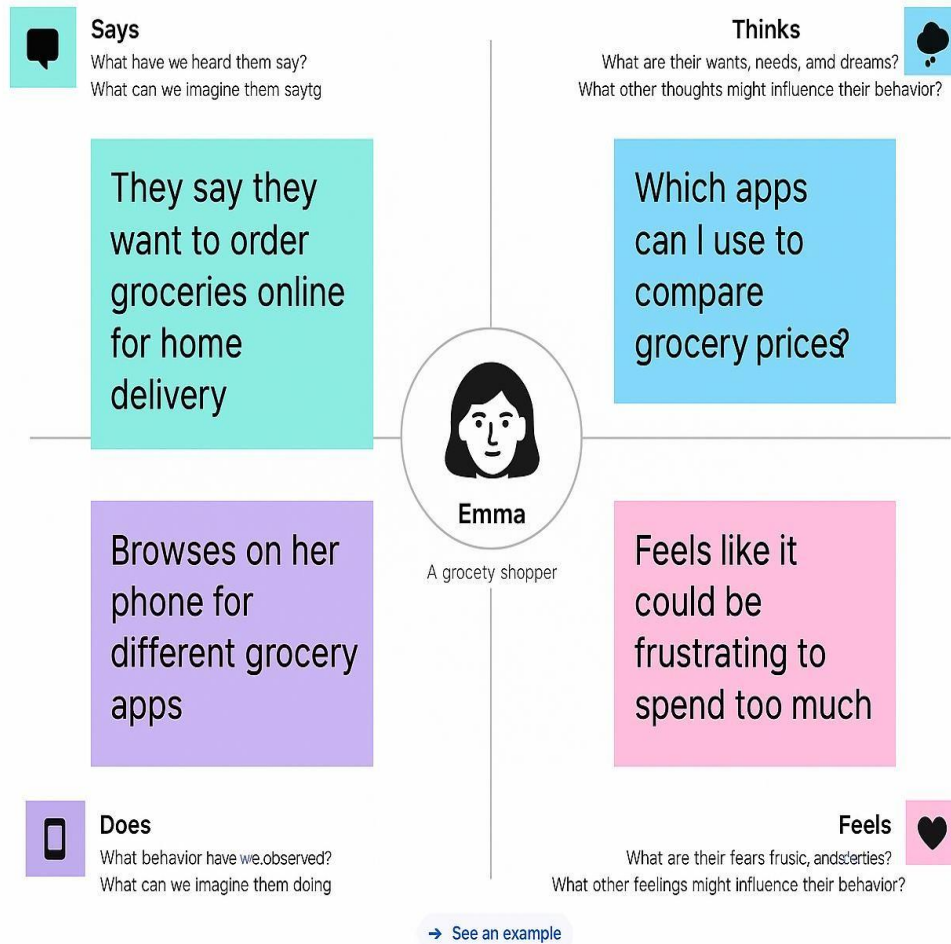 Says
What have we heard them say?
What can we imagine them saytg
Thinks
What are their wants, needs, amd dreams?
What other thoughts might influence their behavior?
They say they
want to order
groceries online
for home
delivery
Which apps
can I use to
compare
grocery prices?
Emma
A grocety shopper
Browses on her
phone for
different grocery
apps
Feels like it
could be
frustrating to
spend too much
Does
What behavior have we.observed?
What can we imagine them doing
Feels
What are their fears frusic, andsderties?
What other feelings might influence their behavior?
→ See an example